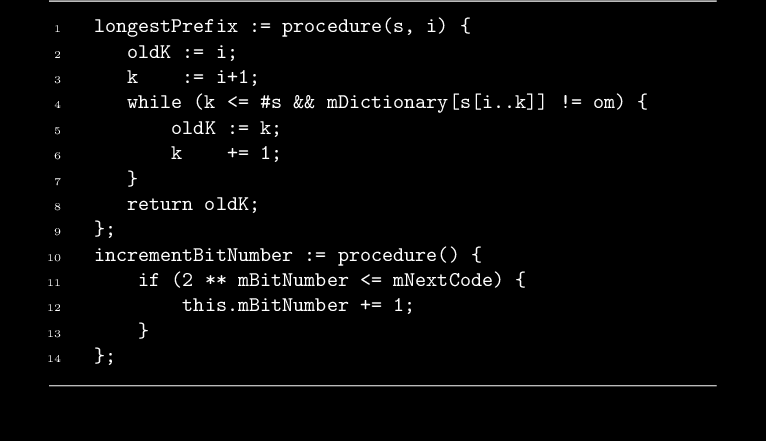 1 longestPrefix := procedure(s, i) {
2 oldK := i;
3 k := i+1;
4 while (k <= #s && mDictionary[s[i..k]] != om) {
5 oldK := k;
6 k += 1;
7 }
8 return oldK;
9 };
10 incrementBitNumber := procedure() {
11 if (2 ** mBitNumber <= mNextCode) {
12 this.mBitNumber += 1;
13 }
14 };